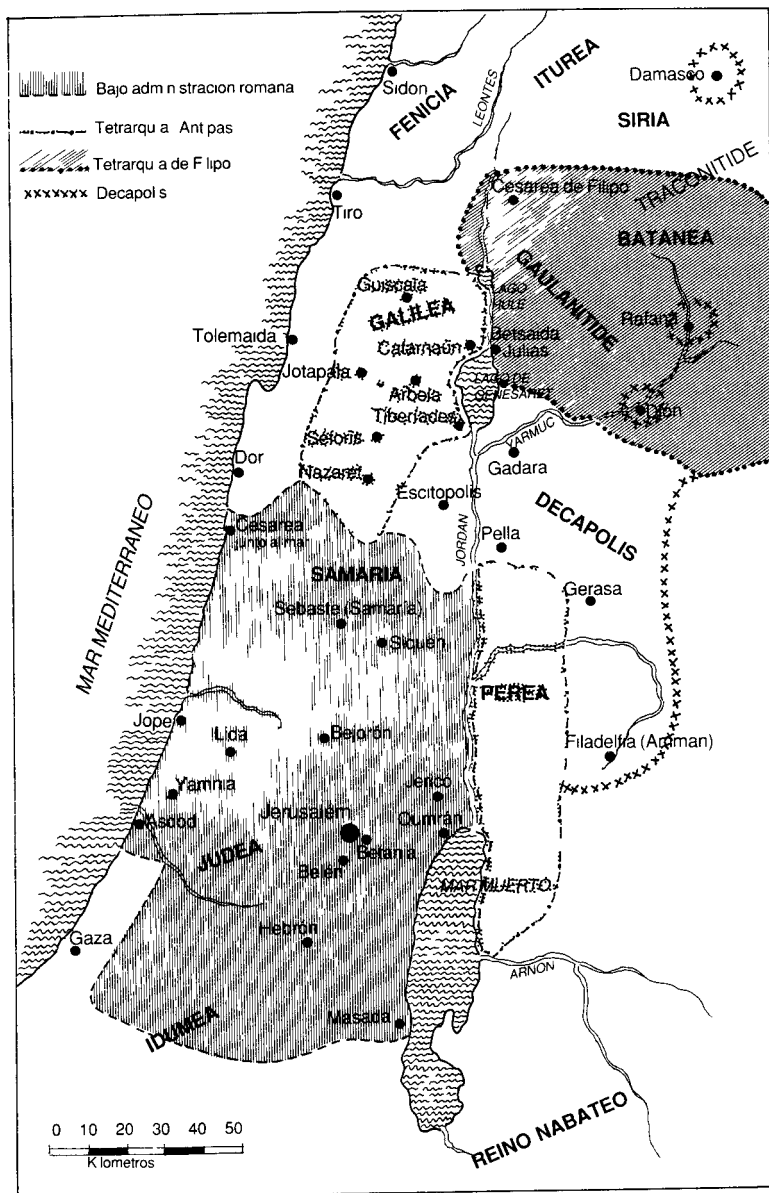 Bajo adm n stracion romana
Tetrarqu a Ant pas
Tetrarqu a de F lipo
Decapol s
Sidon
FENICIA
LEONTES
ITUREA
Damasco
SIRIA
Tiro
Cesarea de Filipo
TRACONITIDE
BATANEA
GAULANITIDE
Guiscala
LAGO
HULE
GALILEA
Rafana
Tolemaida
Cafarnaún
Betsaida
Julias
Jotapata
Arbela
LAGO DE
GENESARET
Dion
Tiberiades
Séforis
YARMUC
Dor
Nazaret
Gadara
Escitopolis
DECAPOLIS
MAR MEDITERRANEO
Cesarea
junto al mar
JORDAN
Pella
SAMARIA
Gerasa
Sebaste (Samaria)
Siquén
PEREA
Jope
Lida
Bejorón
Filadelfia (Amman)
Yamnia
Jericó
Jerusalém
Qumrán
Asdod
JUDEA
Betania
Belén
MAR MUERTO
Hebrón
Gaza
ARNON
Masada
IDUMEA
REINO NABATEO
0 10 20 30 40 50
K lometros